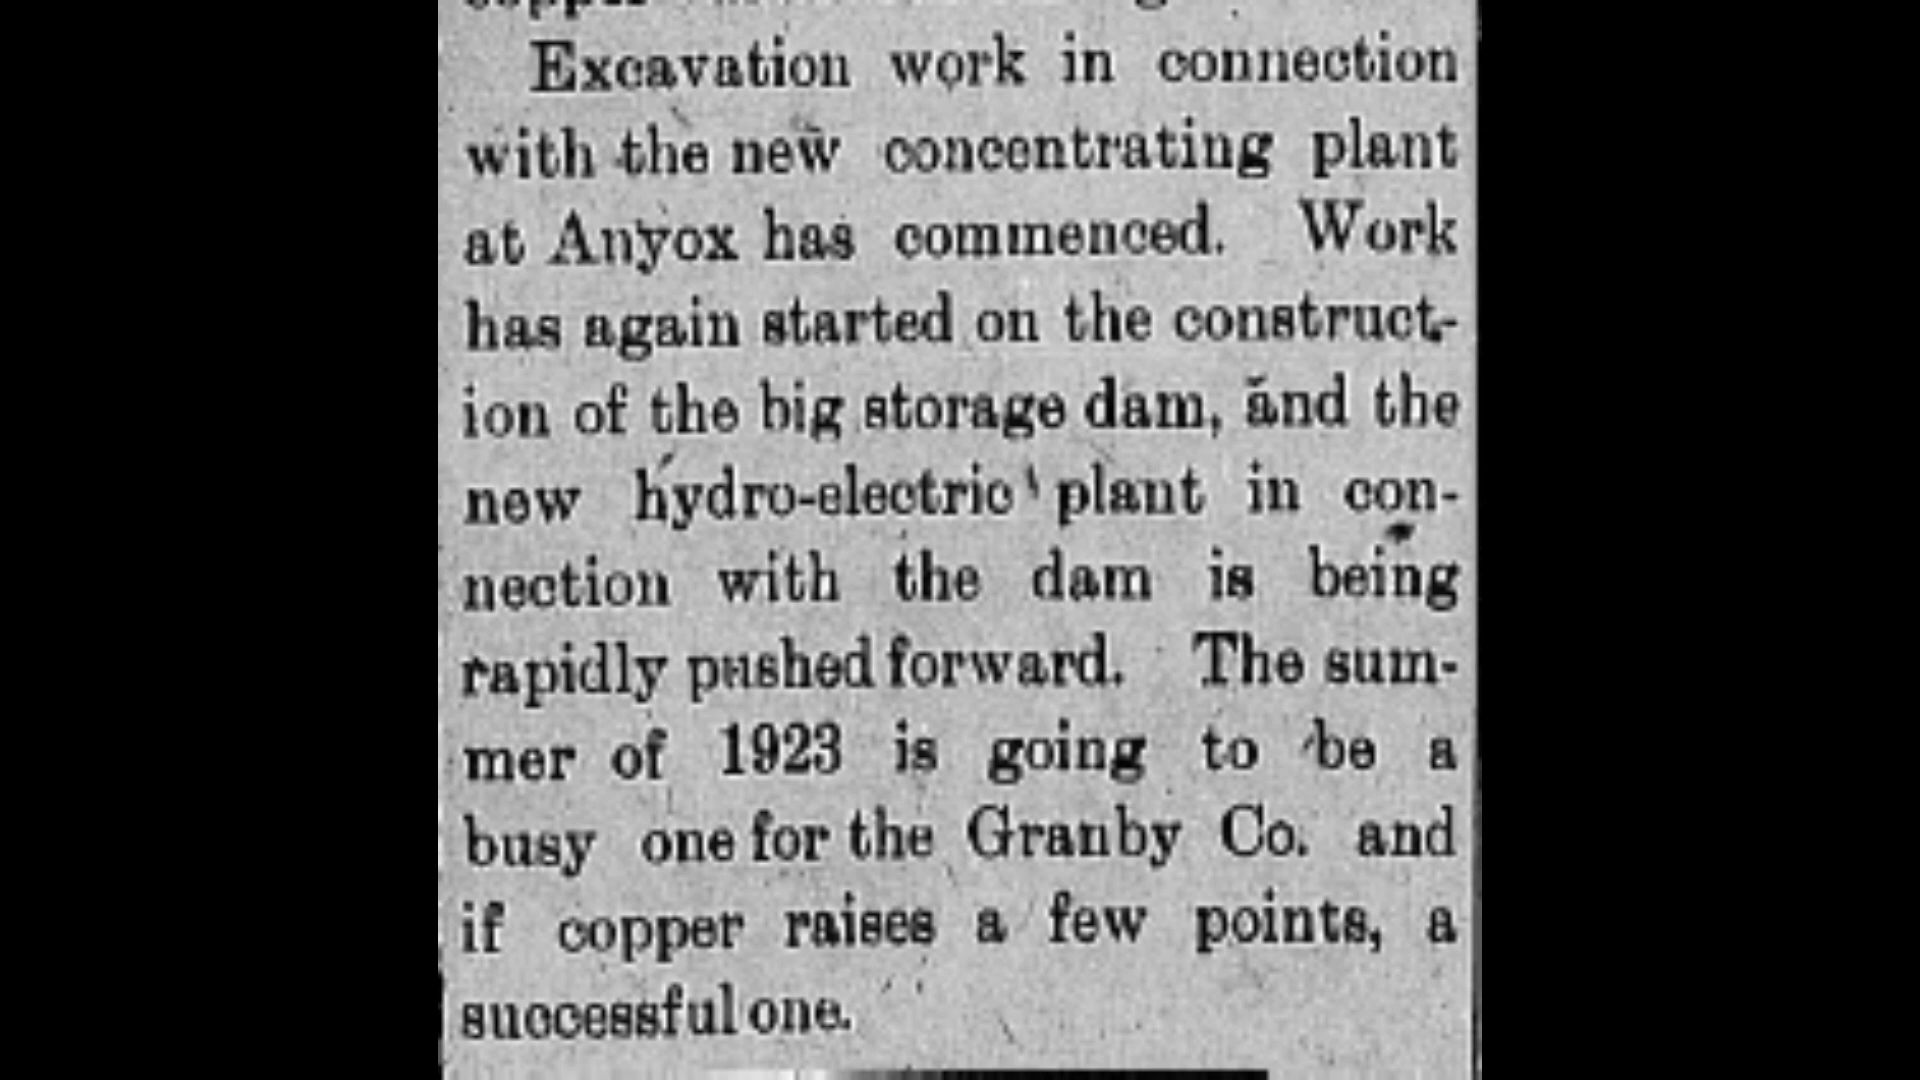 copper
Excavation work in connection
with the new concentrating plant
at Anyox has commenced. Work
has again started on the construct-
ion of the big storage dam, and the
new hydro-electric plant in con-
nection with the dam is being
rapidly pushed forward. The sum-
mer of 1923 is going to be a
busy one for the Granby Co. and
if copper raises a few points, a
successful one.